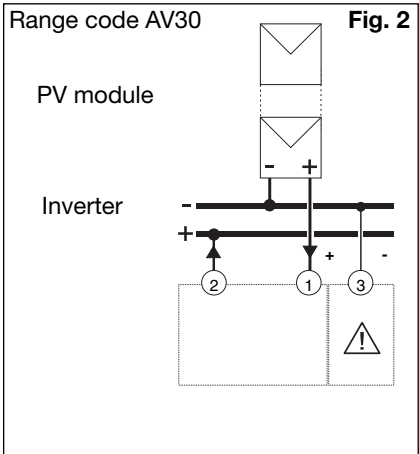 Range code AV30 Fig. 2
PV module
- +
Inverter
-
+
+ -
2 1 3
!